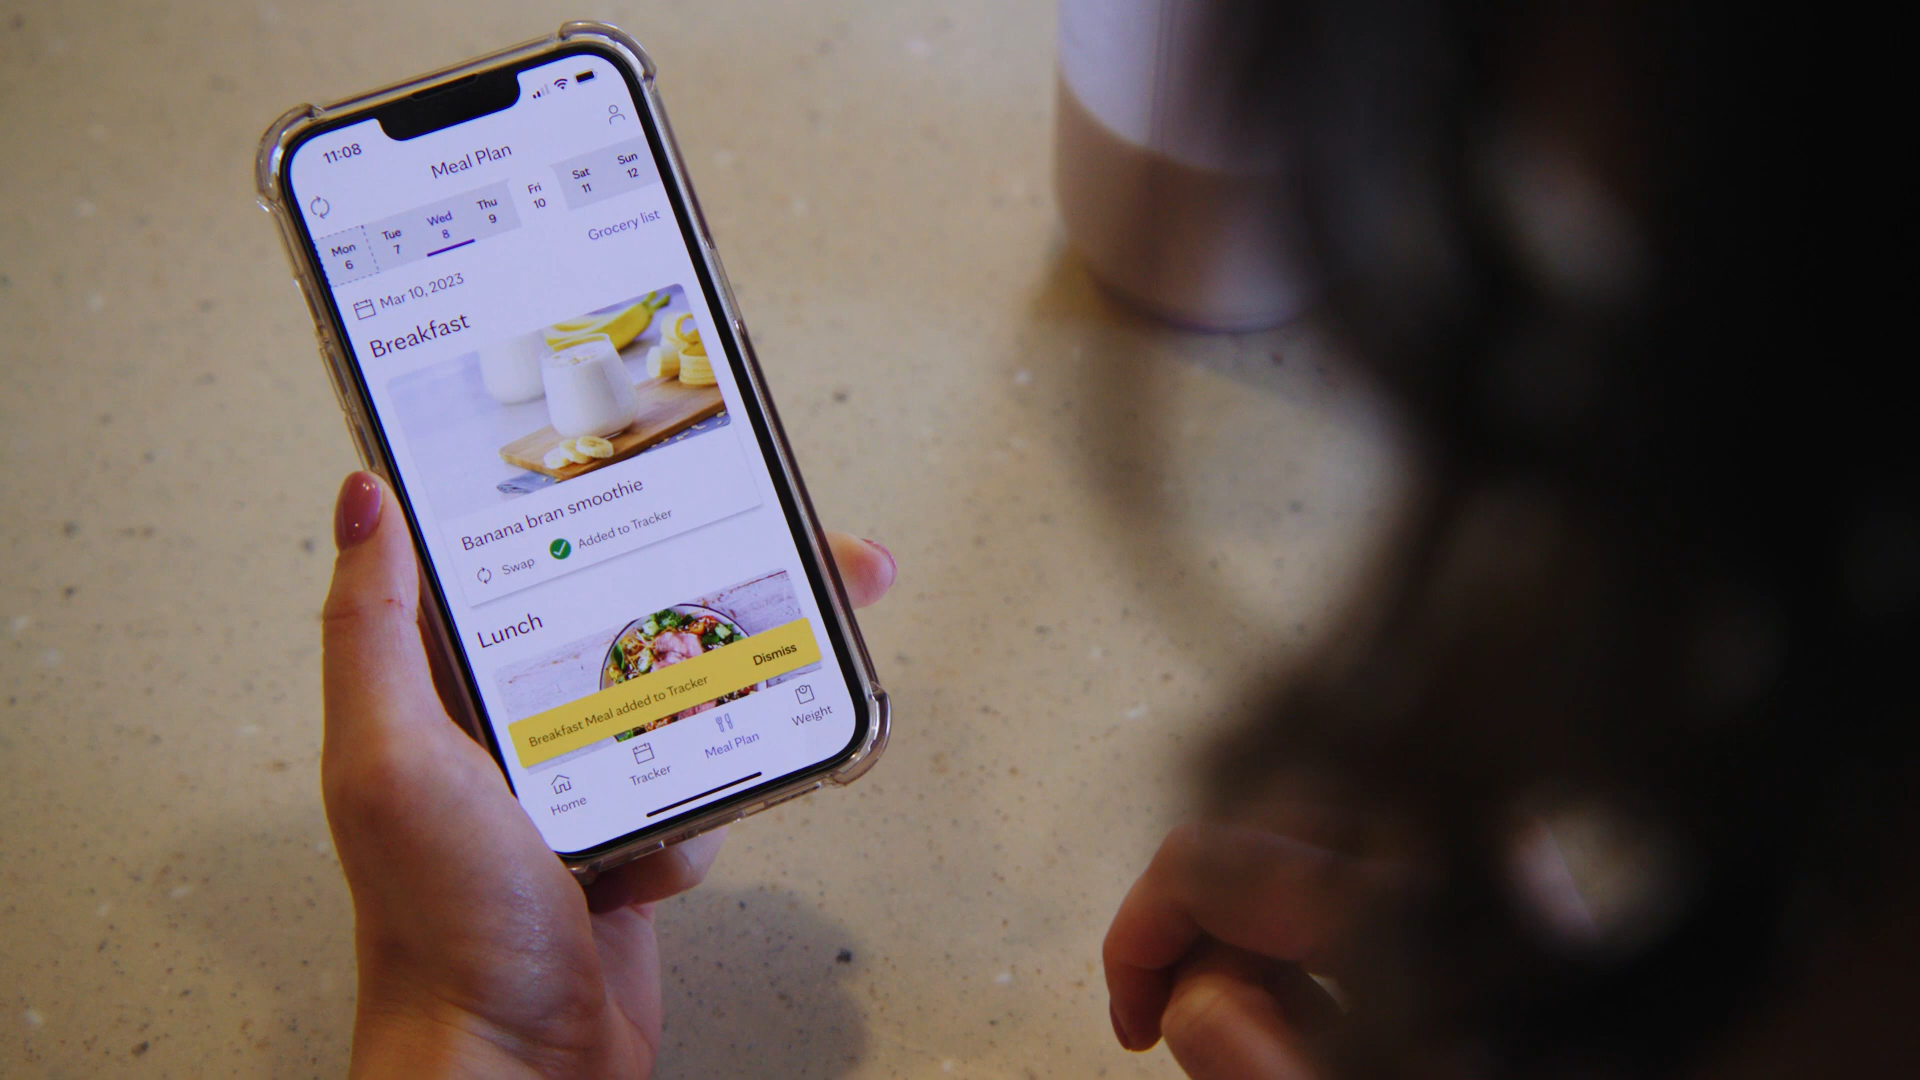 11:08
Meal Plan
Mon Tue Wed Thu Fri Sat Sun
6 7 8 9 10 11 12
Grocery list
Mar 10, 2023
Breakfast
Banana bran smoothie
Swap Added to Tracker
Lunch
Breakfast Meal added to Tracker Dismiss
Home Tracker Meal Plan Weight